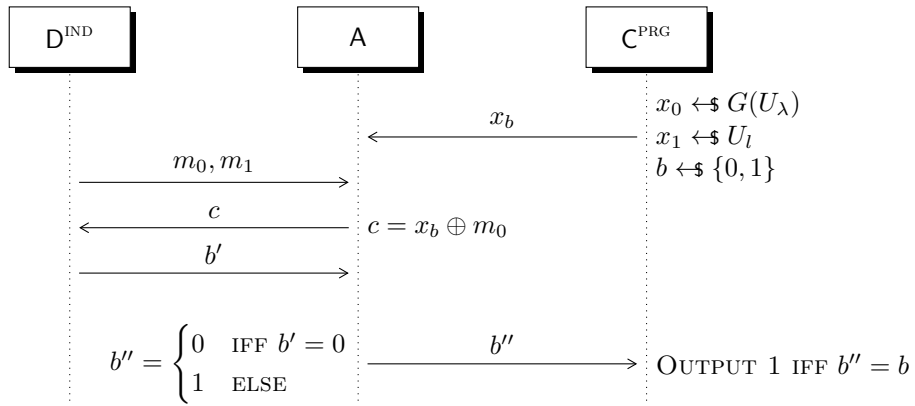 D^IND A C^PRG
x_0 ←$ G(U_λ)
x_b x_1 ←$ U_l
m_0, m_1 b ←$ {0, 1}
c c = x_b ⊕ m_0
b′
b″ = { 0 IFF b′ = 0
1 ELSE
b″ OUTPUT 1 IFF b″ = b